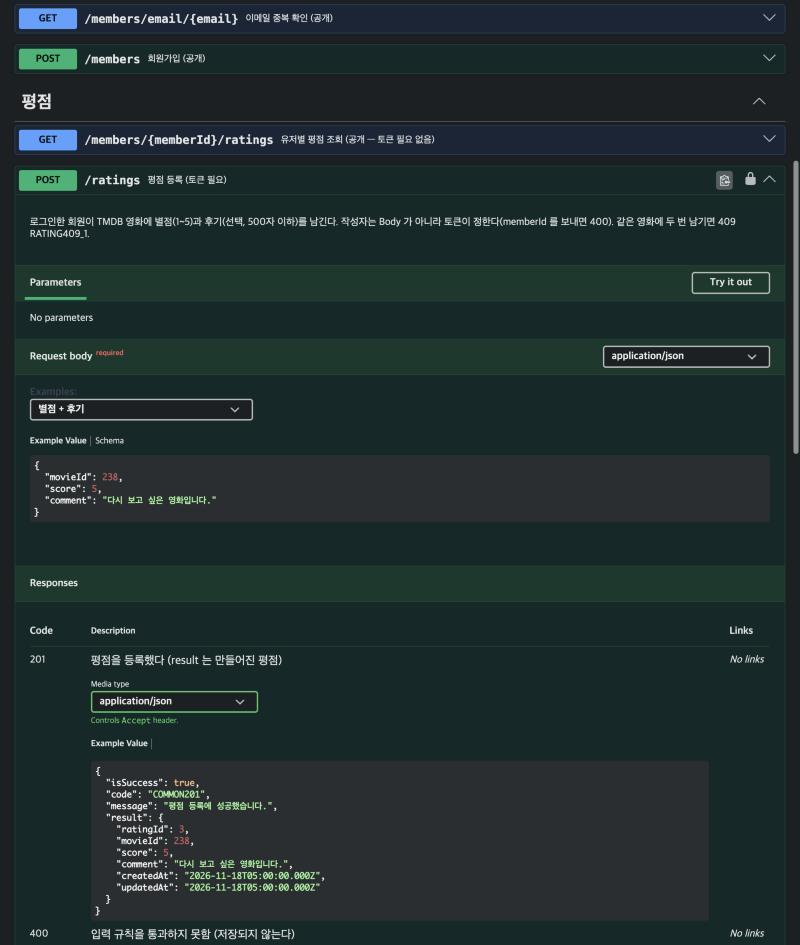 GET /members/email/{email} 이메일 중복 확인 (공개)
POST /members 회원가입 (공개)
평점
GET /members/{memberId}/ratings 유저별 평점 조회 (공개 — 토큰 필요 없음)
POST /ratings 평점 등록 (토큰 필요)
로그인한 회원이 TMDB 영화에 별점(1~5)과 후기(선택, 500자 이하)를 남긴다. 작성자는 Body 가 아니라 토큰이 정한다(memberId 를 보내면 400). 같은 영화에 두 번 남기면 409
RATING409_1.
Parameters
Try it out
No parameters
Request body required
application/json
Examples:
별점 + 후기
Example Value | Schema
{
"movieId": 238,
"score": 5,
"comment": "다시 보고 싶은 영화입니다."
}
Responses
Code Description Links
201 평점을 등록했다 (result 는 만들어진 평점) No links
Media type
application/json
Controls Accept header.
Example Value |
{
"isSuccess": true,
"code": "COMMON201",
"message": "평점 등록에 성공했습니다.",
"result": {
"ratingId": 3,
"movieId": 238,
"score": 5,
"comment": "다시 보고 싶은 영화입니다.",
"createdAt": "2026-11-18T05:00:00.000Z",
"updatedAt": "2026-11-18T05:00:00.000Z"
}
}
400 입력 규칙을 통과하지 못함 (저장되지 않는다) No links